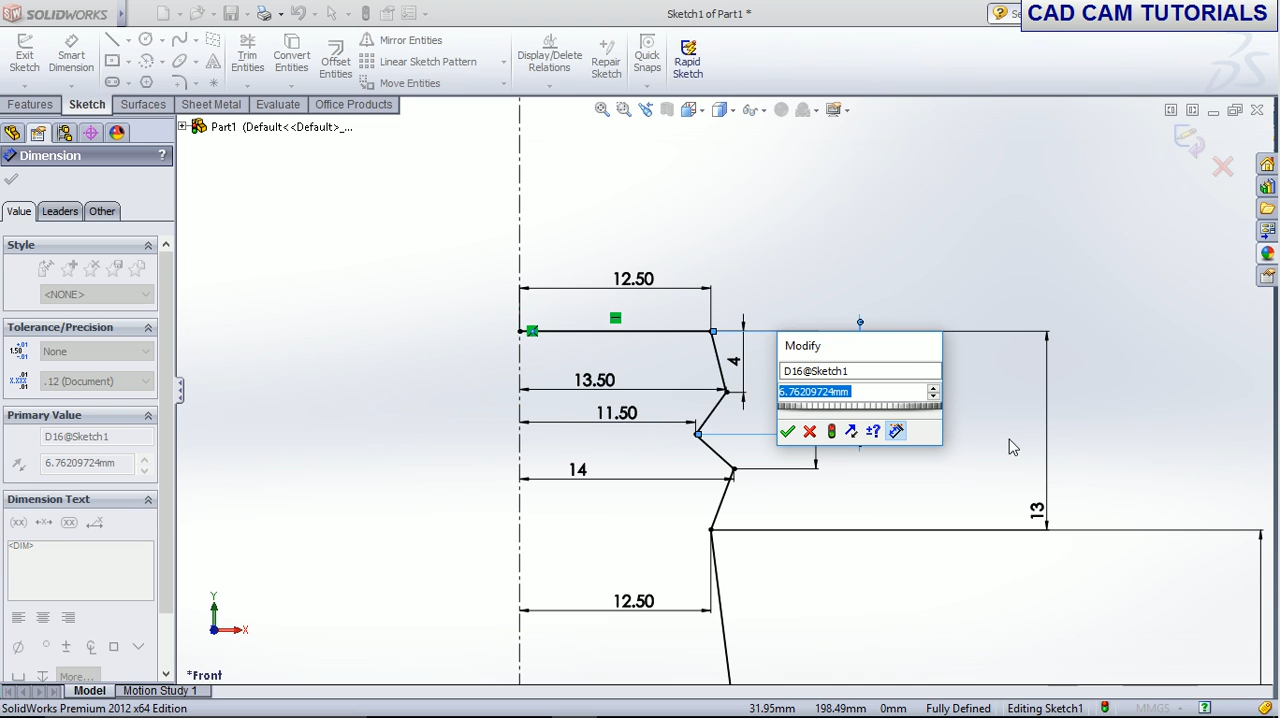 SOLIDWORKS
Sketch1 of Part1 *
Se
CAD CAM TUTORIALS
Exit
Sketch
Smart
Dimension
Trim
Entities
Convert
Entities
Offset
Entities
Mirror Entities
Linear Sketch Pattern
Move Entities
Display/Delete
Relations
Repair
Sketch
Quick
Snaps
Rapid
Sketch
Features
Sketch
Surfaces
Sheet Metal
Evaluate
Office Products
Part1 (Default<<Default>_...
Dimension
?
Value
Leaders
Other
Style
<NONE>
Tolerance/Precision
None
.12 (Document)
Primary Value
D16@Sketch1
6.76209724mm
Dimension Text
<DIM>
More...
12.50
4
13.50
11.50
14
13
12.50
Modify
D16@Sketch1
6.76209724mm
Y
X
*Front
Model
Motion Study 1
SolidWorks Premium 2012 x64 Edition
31.95mm
198.49mm
0mm
Fully Defined
Editing Sketch1
MMGS
?